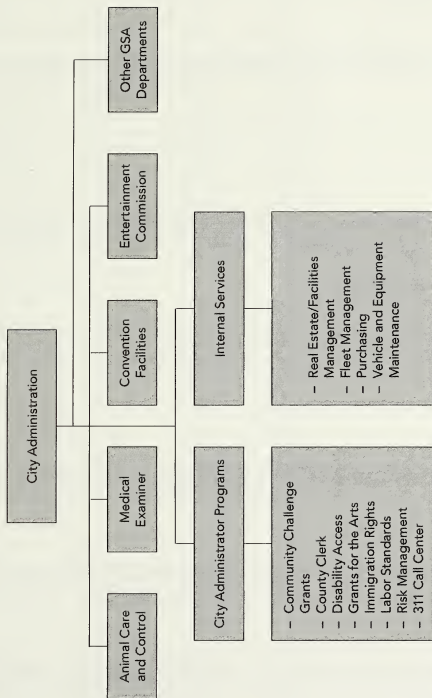 City Administration
Animal Care
and Control
Medical
Examiner
Convention
Facilities
Entertainment
Commission
Other GSA
Departments
City Administrator Programs
Internal Services
– Community Challenge
Grants
– County Clerk
– Disability Access
– Grants for the Arts
– Immigration Rights
– Labor Standards
– Risk Management
– 311 Call Center
– Real Estate/Facilities
Management
– Fleet Management
– Purchasing
– Vehicle and Equipment
Maintenance